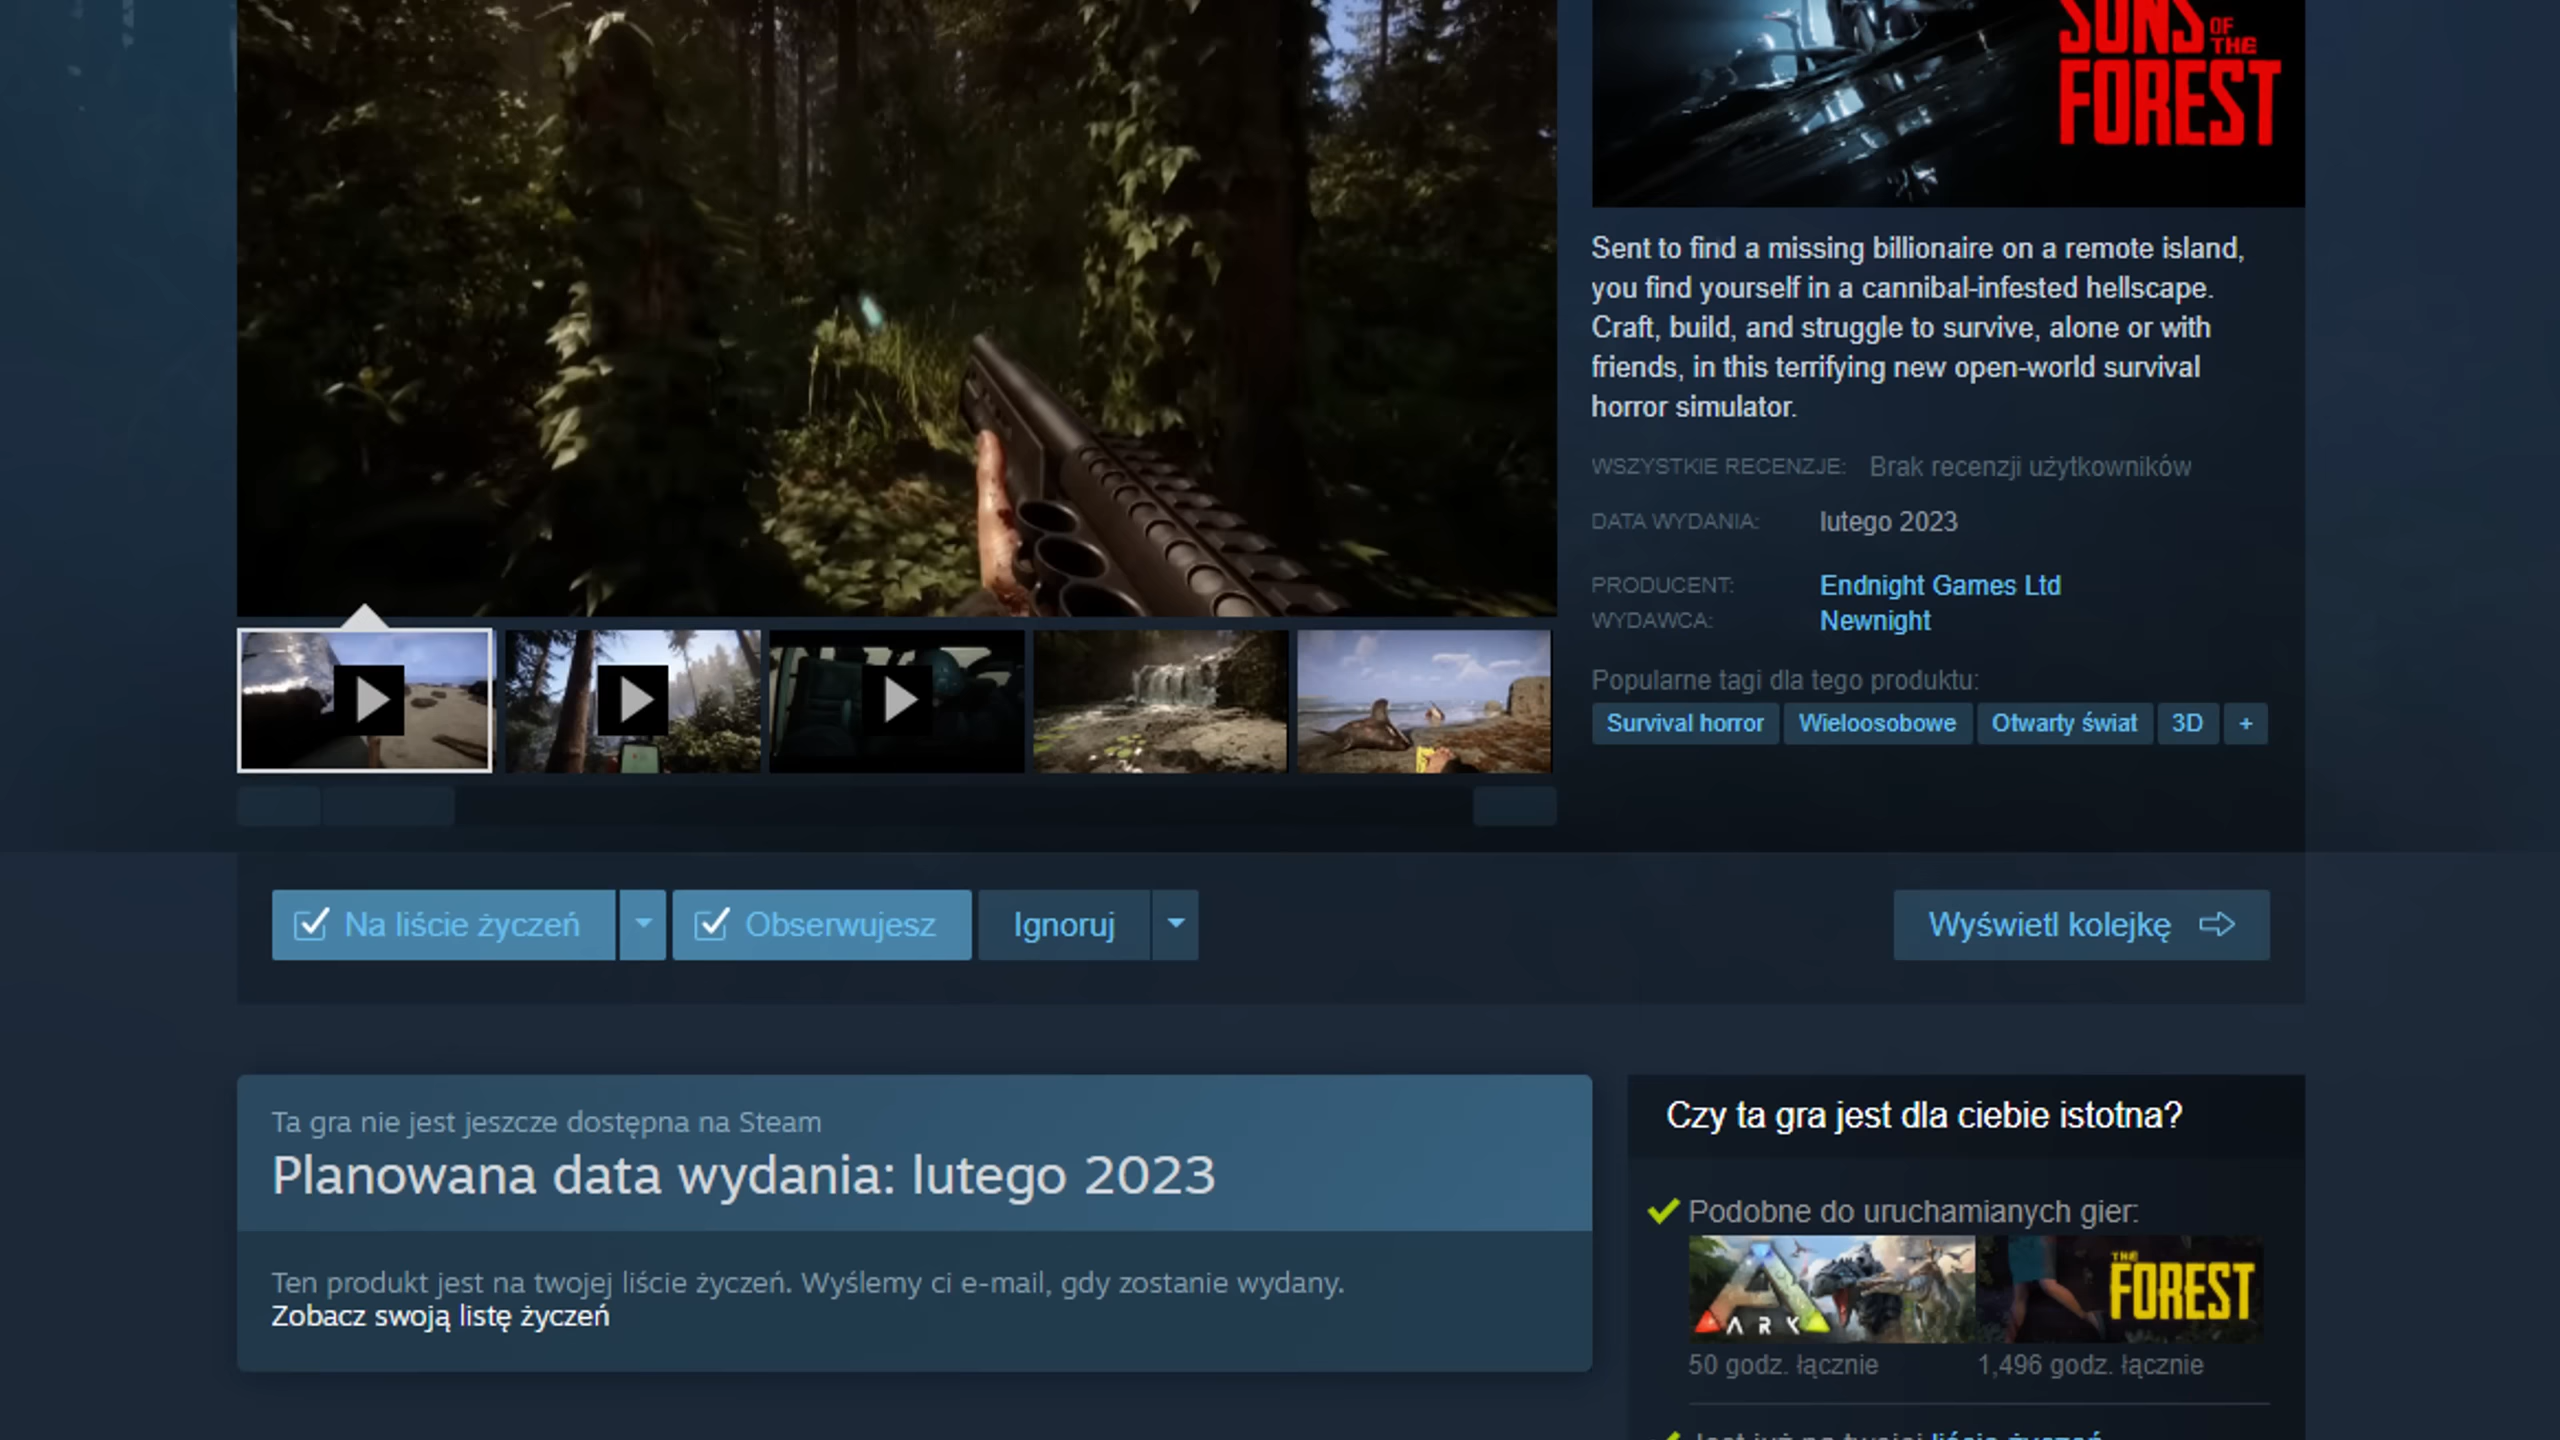 SONS OF THE
FOREST
Sent to find a missing billionaire on a remote island,
you find yourself in a cannibal-infested hellscape.
Craft, build, and struggle to survive, alone or with
friends, in this terrifying new open-world survival
horror simulator.
WSZYSTKIE RECENZJE: Brak recenzji użytkowników
DATA WYDANIA: lutego 2023
PRODUCENT: Endnight Games Ltd
WYDAWCA: Newnight
Popularne tagi dla tego produktu:
Survival horror Wieloosobowe Otwarty świat 3D +
Na liście życzeń Obserwujesz Ignoruj Wyświetl kolejkę
Ta gra nie jest jeszcze dostępna na Steam
Planowana data wydania: lutego 2023
Ten produkt jest na twojej liście życzeń. Wyślemy ci e-mail, gdy zostanie wydany.
Zobacz swoją listę życzeń
Czy ta gra jest dla ciebie istotna?
Podobne do uruchamianych gier:
ARK THE FOREST
50 godz. łącznie 1,496 godz. łącznie
Jest już na twojej liście życzeń